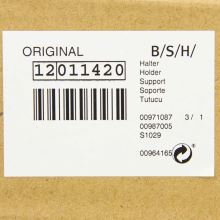 ORIGINAL B/S/H/
12011420
Halter
Holder
Support
Soporte
Tutucu
00971087 3/ 1
00987005
S1029
00964165